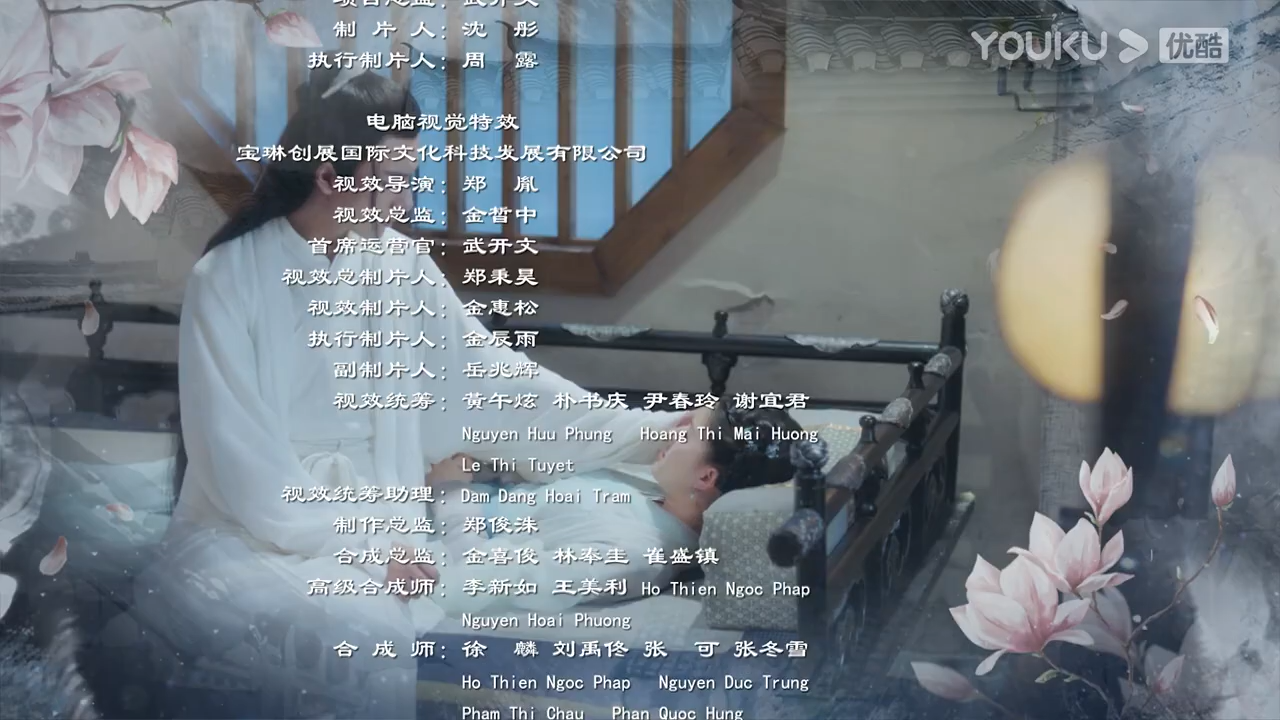 项目总监：武开文
YOUKU 优酷
制 片 人：沈 彤
执行制片人：周 露
电脑视觉特效
宝琳创展国际文化科技发展有限公司
视效导演：郑 胤
视效总监：金晳中
首席运营官：武开文
视效总制片人：郑秉昊
视效制片人：金惠松
执行制片人：金辰雨
副制片人：岳兆辉
视效统筹：黄午炫 朴书庆 尹春玲 谢宜君
Nguyen Huu Phung Hoang Thi Mai Huong
Le Thi Tuyet
视效统筹助理：Dam Dang Hoai Tram
制作总监：郑俊洙
合成总监：金喜俊 林奉圭 崔盛镇
高级合成师：李新如 王美利 Ho Thien Ngoc Phap
Nguyen Hoai Phuong
合 成 师：徐 麟 刘禹佟 张 可 张冬雪
Ho Thien Ngoc Phap Nguyen Duc Trung
Pham Thi Chau Phan Quoc Hung